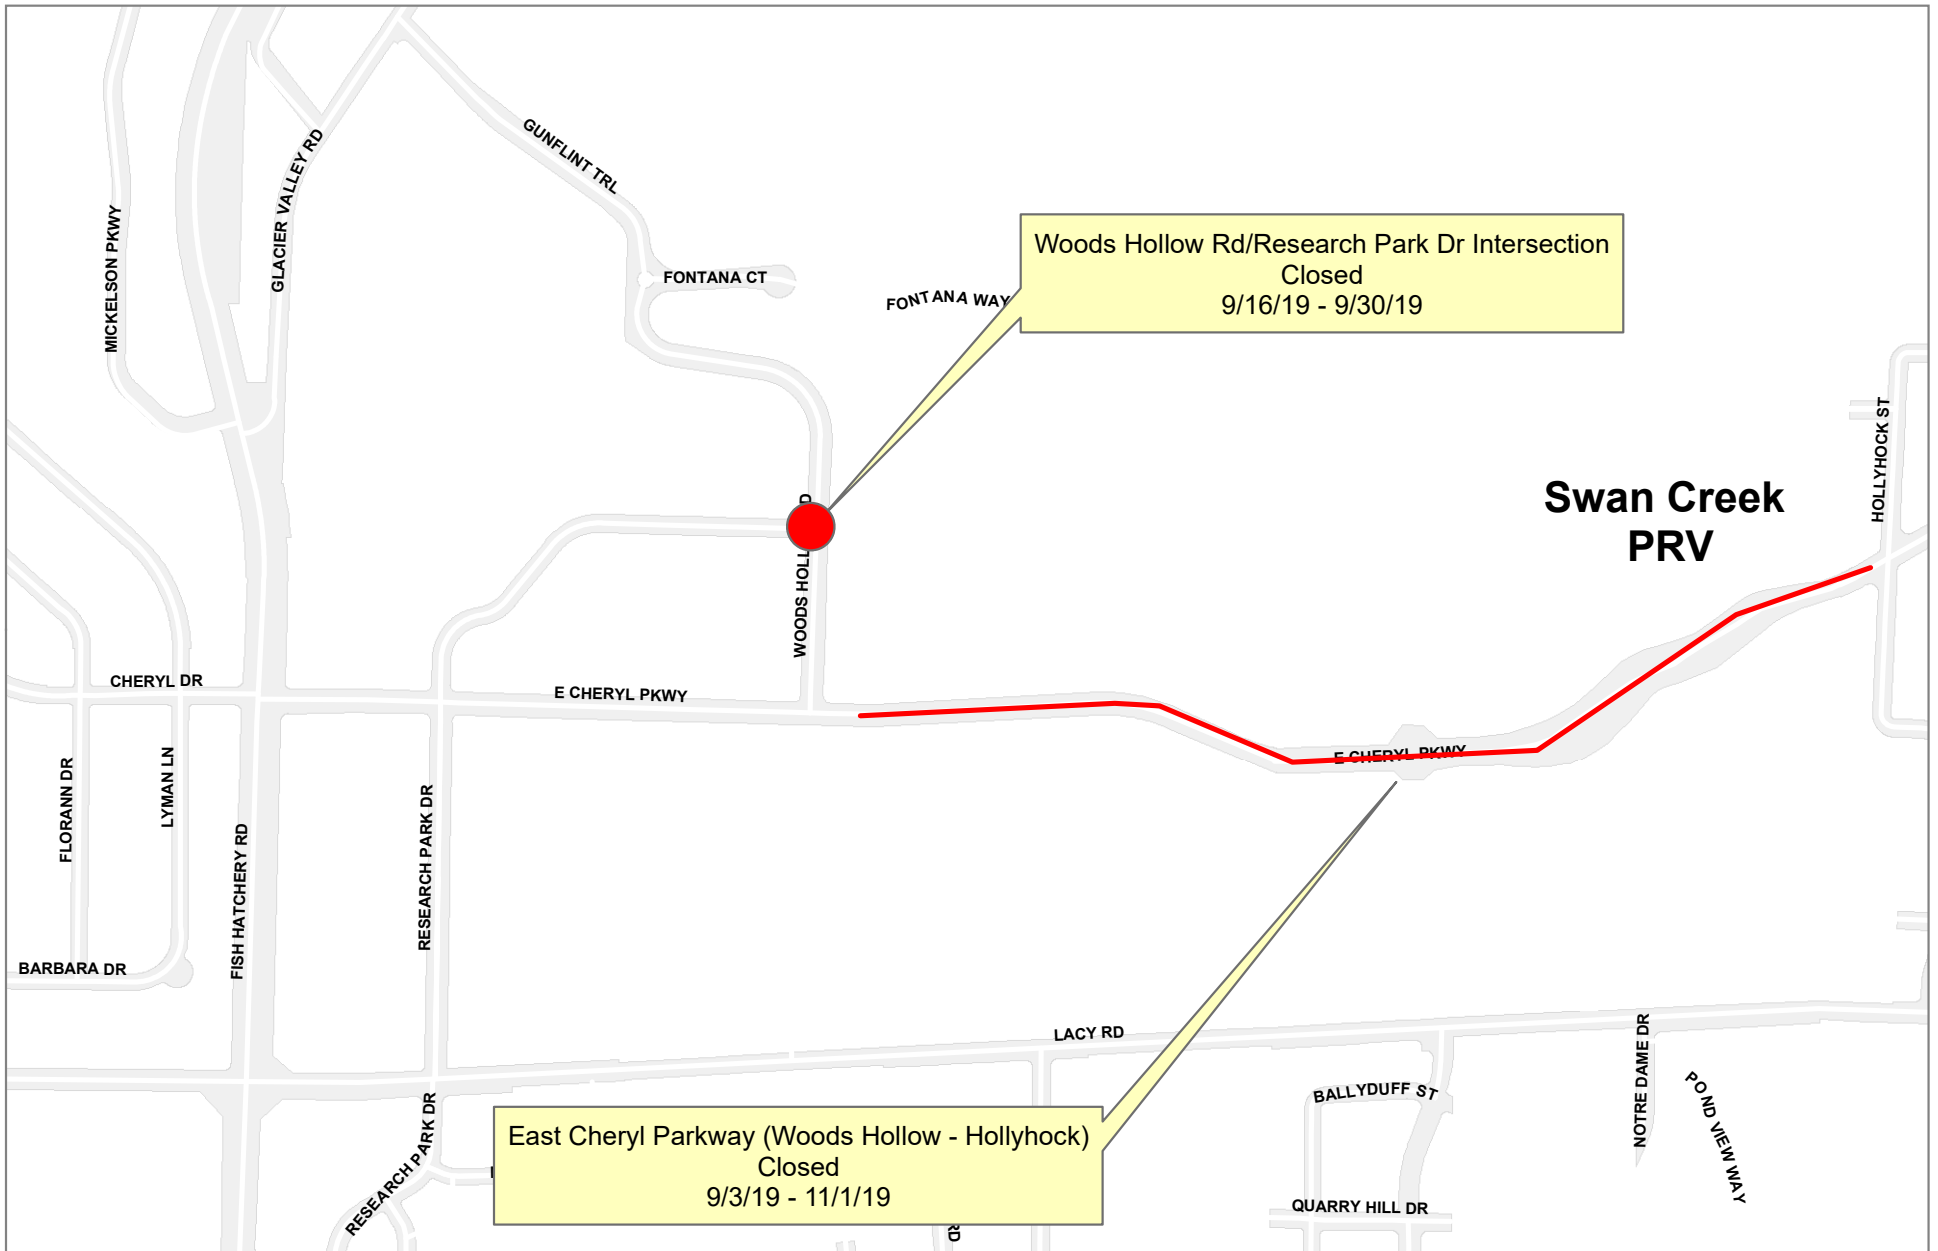 GUNFLINT TRL
GLACIER VALLEY RD
MICKELSON PKWY
FONTANA CT
FONTANA WAY
Woods Hollow Rd/Research Park Dr Intersection
Closed
9/16/19 - 9/30/19
HOLLYHOCK ST
Swan Creek
PRV
WOODS HOLL
CHERYL DR
E CHERYL PKWY
E CHERYL PKWY
FLORANN DR
LYMAN LN
FISH HATCHERY RD
RESEARCH PARK DR
BARBARA DR
LACY RD
BALLYDUFF ST
NOTRE DAME DR
POND VIEW WAY
RESEARCH PARK DR
East Cheryl Parkway (Woods Hollow - Hollyhock)
Closed
9/3/19 - 11/1/19
QUARRY HILL DR
RD